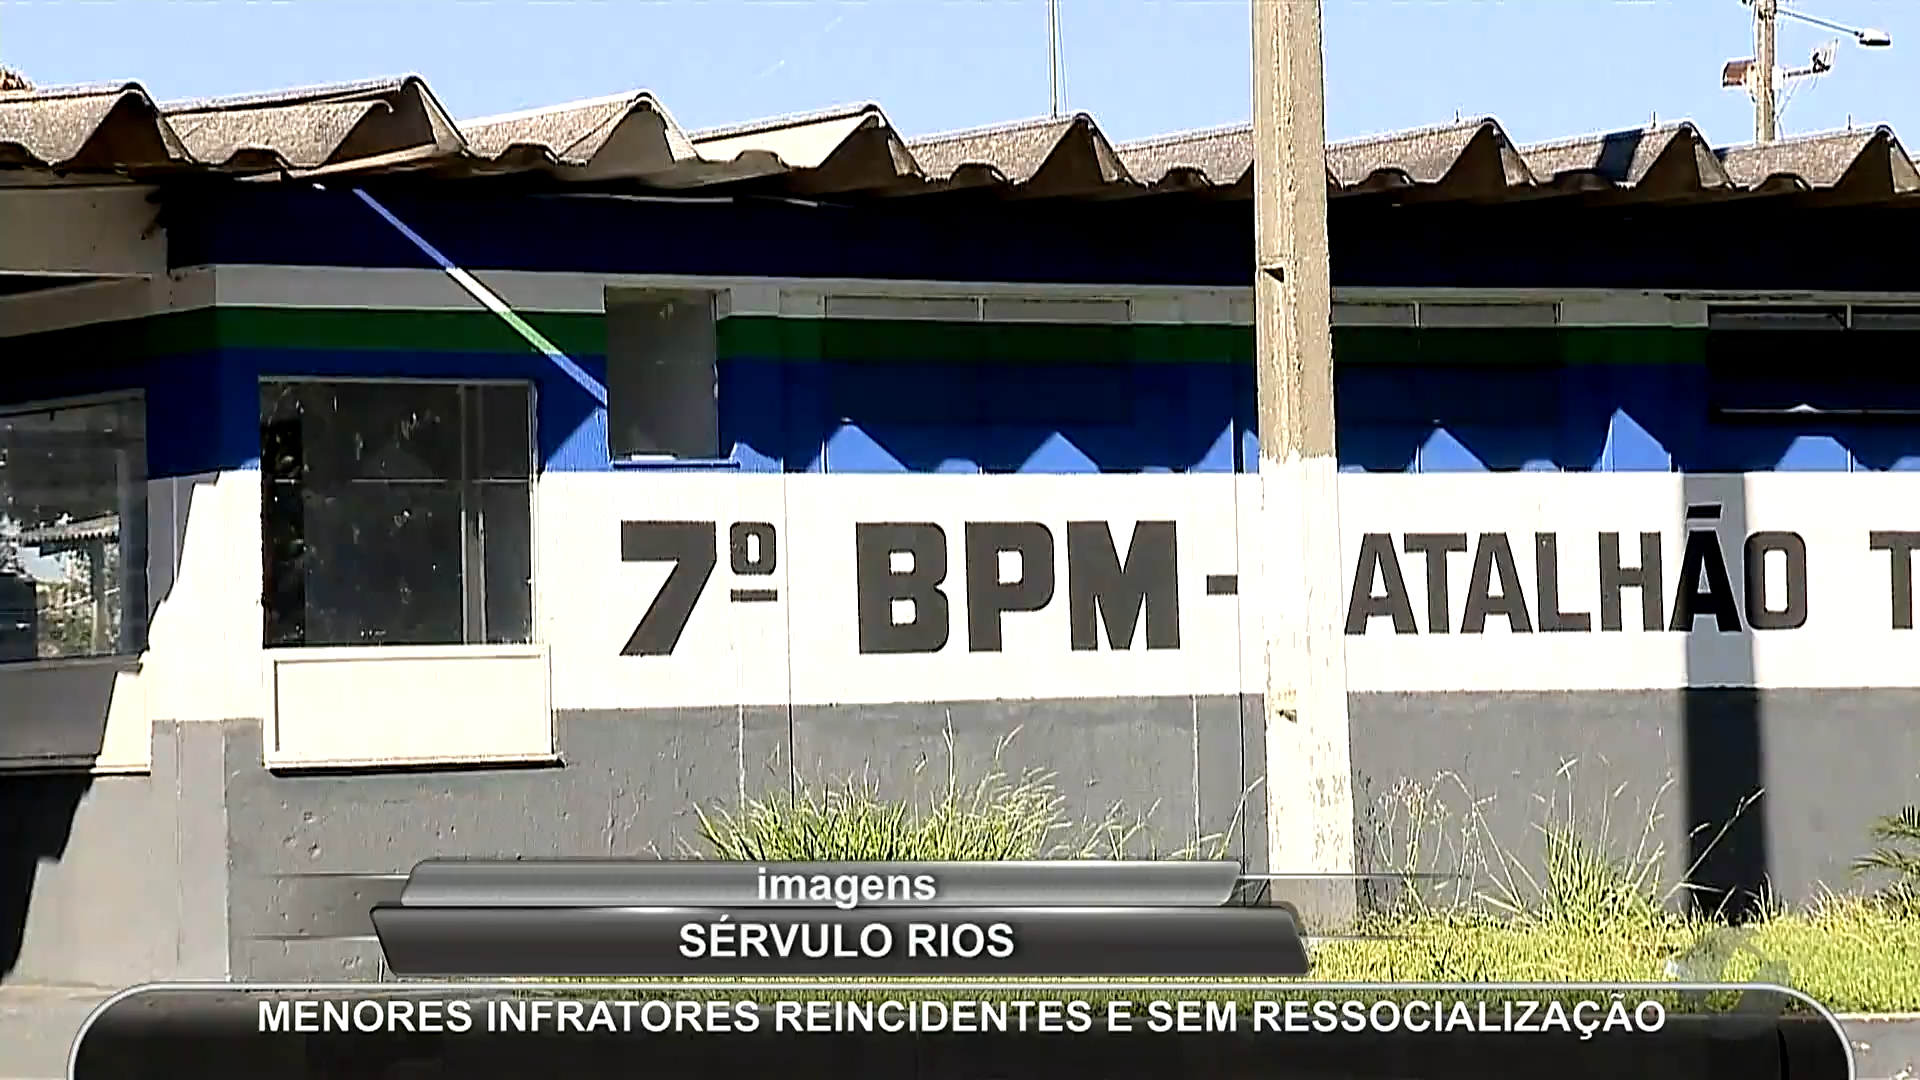 7º BPM - ATALHÃO T
imagens
SÉRVULO RIOS
MENORES INFRATORES REINCIDENTES E SEM RESSOCIALIZAÇÃO